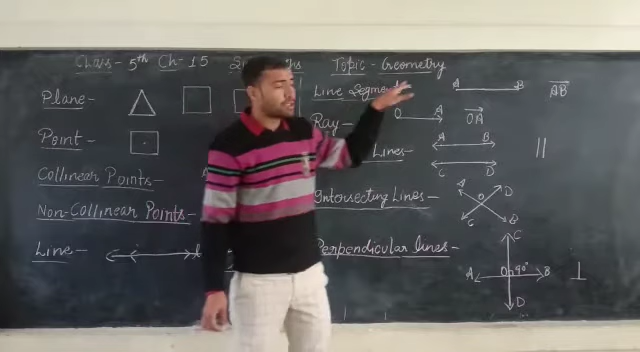 Class- 5th Ch- 15 Topic- Geometry
Plane-
Line Segment
A B AB
Point-
Ray-
O A OA
Lines-
A B
C D
||
Collinear Points-
Intersecting Lines-
A D
O
C B
Non-Collinear Points-
Line-
Perpendicular lines-
C
A O 90° B
D
⊥